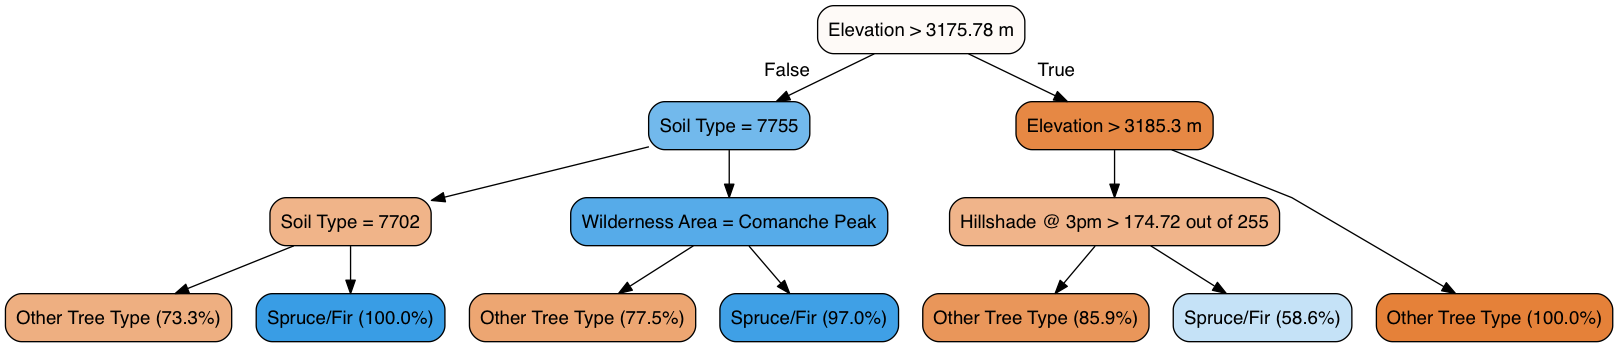 Elevation > 3175.78 m
False
True
Soil Type = 7755
Elevation > 3185.3 m
Soil Type = 7702
Wilderness Area = Comanche Peak
Hillshade @ 3pm > 174.72 out of 255
Other Tree Type (73.3%)
Spruce/Fir (100.0%)
Other Tree Type (77.5%)
Spruce/Fir (97.0%)
Other Tree Type (85.9%)
Spruce/Fir (58.6%)
Other Tree Type (100.0%)